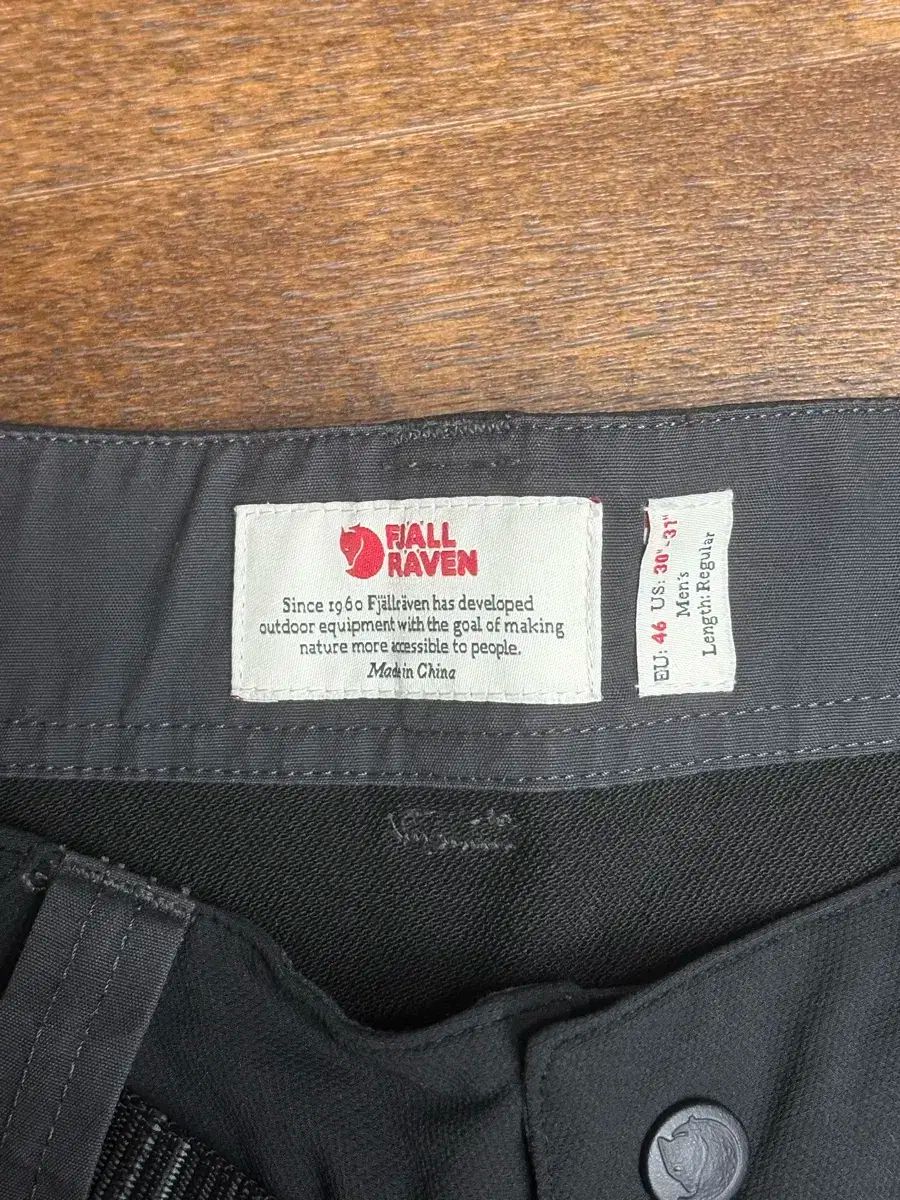 FJÄLL
RÄVEN
Since 1960 Fjällräven has developed
outdoor equipment with the goal of making
nature more accessible to people.
Made in China
EU: 46 US: 30"-31"
Men's
Length: Regular